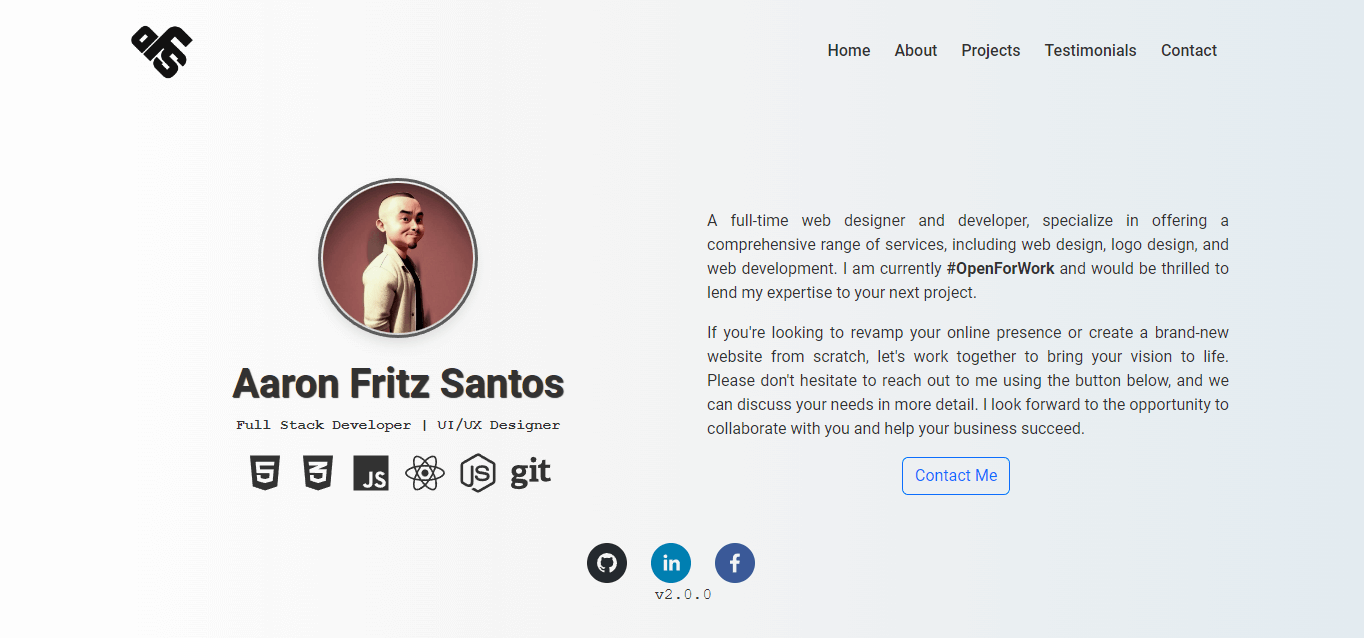 Home About Projects Testimonials Contact
Aaron Fritz Santos
Full Stack Developer | UI/UX Designer
5 3 JS JS git
A full-time web designer and developer, specialize in offering a
comprehensive range of services, including web design, logo design, and
web development. I am currently #OpenForWork and would be thrilled to
lend my expertise to your next project.
If you're looking to revamp your online presence or create a brand-new
website from scratch, let's work together to bring your vision to life.
Please don't hesitate to reach out to me using the button below, and we
can discuss your needs in more detail. I look forward to the opportunity to
collaborate with you and help your business succeed.
Contact Me
in f
v2.0.0